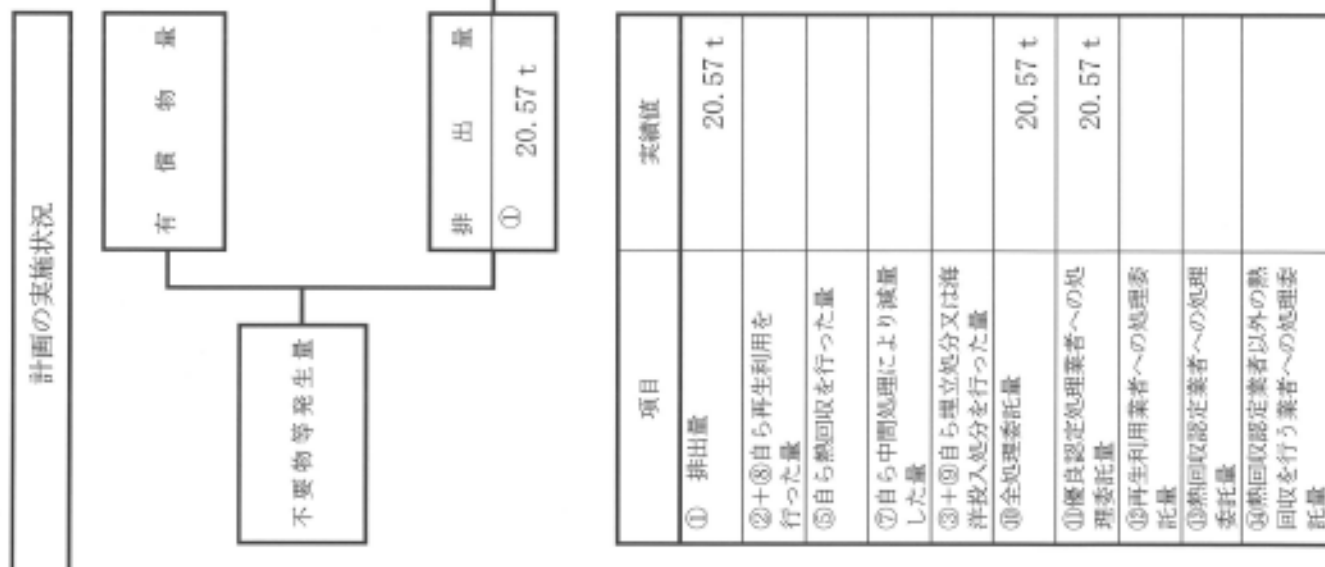 計画の実施状況
有償物量
不要物等発生量
排出量
① 20.57 t
項目 実績値
① 排出量 20.57 t
②+⑧自ら再生利用を
行った量
⑤自ら熱回収を行った量
⑦自ら中間処理により減量
した量
③+⑨自ら埋立処分又は海
洋投入処分を行った量
⑩全処理委託量 20.57 t
⑪優良認定処理業者への処
理委託量 20.57 t
⑫再生利用業者への処理委
託量
⑬熱回収認定業者への処理
委託量
⑭熱回収認定業者以外の熱
回収を行う業者への処理委
託量